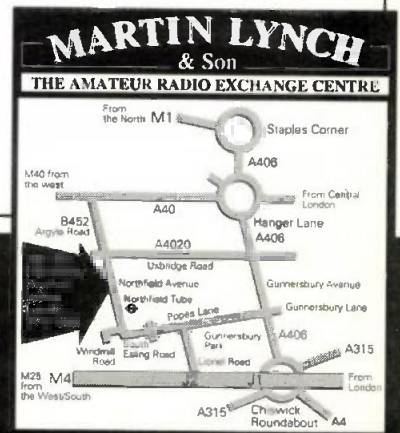 MARTIN LYNCH
& Son
THE AMATEUR RADIO EXCHANGE CENTRE
From
the North M1
Staples Corner
A406
M40 from
the west
A40
From Central
London
B452
Argyle Road
Hanger Lane
A406
A4020
Uxbridge Road
Northfield Avenue
Northfield Tube
Gunnersbury Avenue
Popes Lane
Gunnersbury Lane
Windmill
Road
South
Ealing Road
Gunnersbury
Park
A406
Lionel Road
A315
M25
from
the West/South
M4
J2
J1
From
London
A315
Chiswick
Roundabout
A4